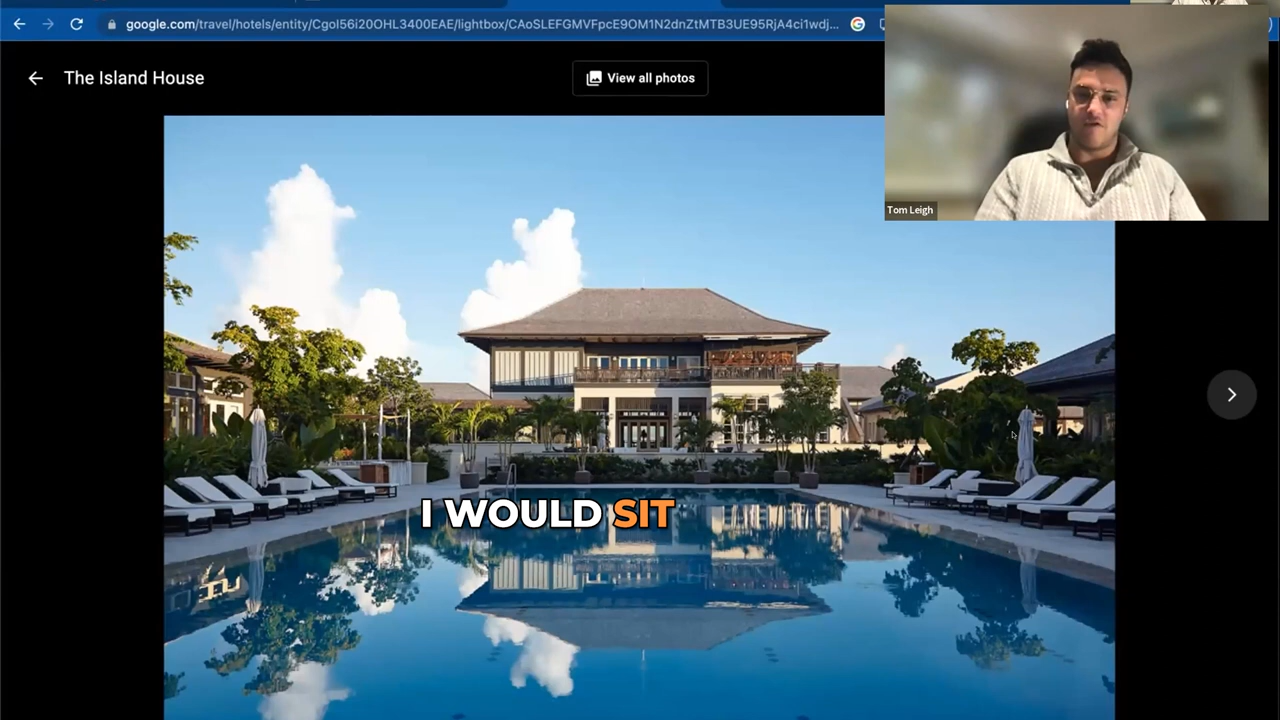 google.com/travel/hotels/entity/CgoI56i20OHL3400EAE/lightbox/CAoSLEFGMVFpcE9OM1N2dnZtMTB3UE95RjA4ci1wdj...
The Island House
View all photos
Tom Leigh
I WOULD SIT